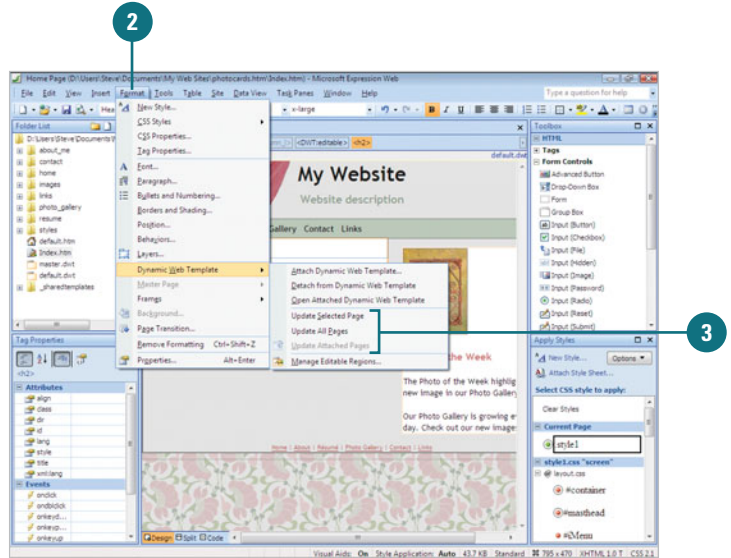 2
Home Page (D:\Users\Steve\Documents\My Web Sites\photocards.htm\Index.htm) - Microsoft Expression Web
File Edit View Insert Format Tools Table Site Data View Task Panes Window Help
Type a question for help
x-large
B I U
Folder List
D:\Users\Steve\Documents\
about_me
contact
home
images
links
photo_gallery
resume
styles
default.htm
Index.htm
master.dwt
default.dwt
_sharedtemplates
New Style...
CSS Styles
CSS Properties...
Tag Properties...
Font...
Paragraph...
Bullets and Numbering...
Borders and Shading...
Position...
Behaviors...
Layers...
Dynamic Web Template
Master Page
Frames
Background...
Page Transition...
Remove Formatting Ctrl+Shift+Z
Properties... Alt+Enter
<DWT:editable> <h2>
default.dwt
My Website
Website description
Gallery Contact Links
Attach Dynamic Web Template...
Detach from Dynamic Web Template
Open Attached Dynamic Web Template
Update Selected Page
Update All Pages
Update Attached Pages
Manage Editable Regions...
3
the Week
The Photo of the Week highlig
new image in our Photo Gallery
Our Photo Gallery is growing e
day. Check out our new image
Home | About | Resume | Photo Gallery | Contact | Links
Toolbox
HTML
Tags
Form Controls
Advanced Button
Drop-Down Box
Form
Group Box
Input (Button)
Input (Checkbox)
Input (File)
Input (Hidden)
Input (Image)
Input (Password)
Input (Radio)
Input (Reset)
Input (Submit)
Tag Properties
<h2>
Attributes
align
class
dir
id
lang
style
title
xml:lang
Events
onclick
ondblclick
onkeyd...
onkeyp...
onkeyup
Apply Styles
New Style...
Options
Attach Style Sheet...
Select CSS style to apply:
Clear Styles
Current Page
style1
style1.css "screen"
@ layout.css
#container
#masthead
#iMenu
Design Split Code
Visual Aids: On Style Application: Auto 43.7 KB Standard 795 x 470 XHTML 1.0 T CSS 2.1